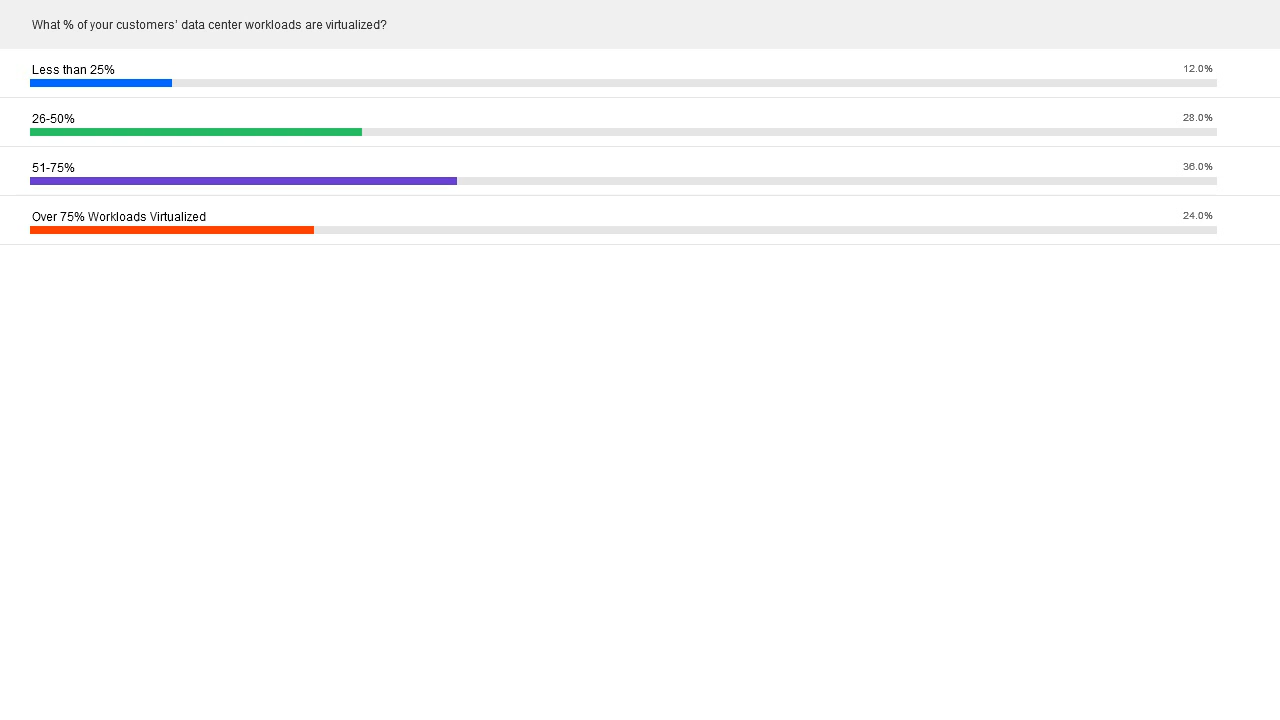 What % of your customers' data center workloads are virtualized?
Less than 25% 12.0%
26-50% 28.0%
51-75% 36.0%
Over 75% Workloads Virtualized 24.0%